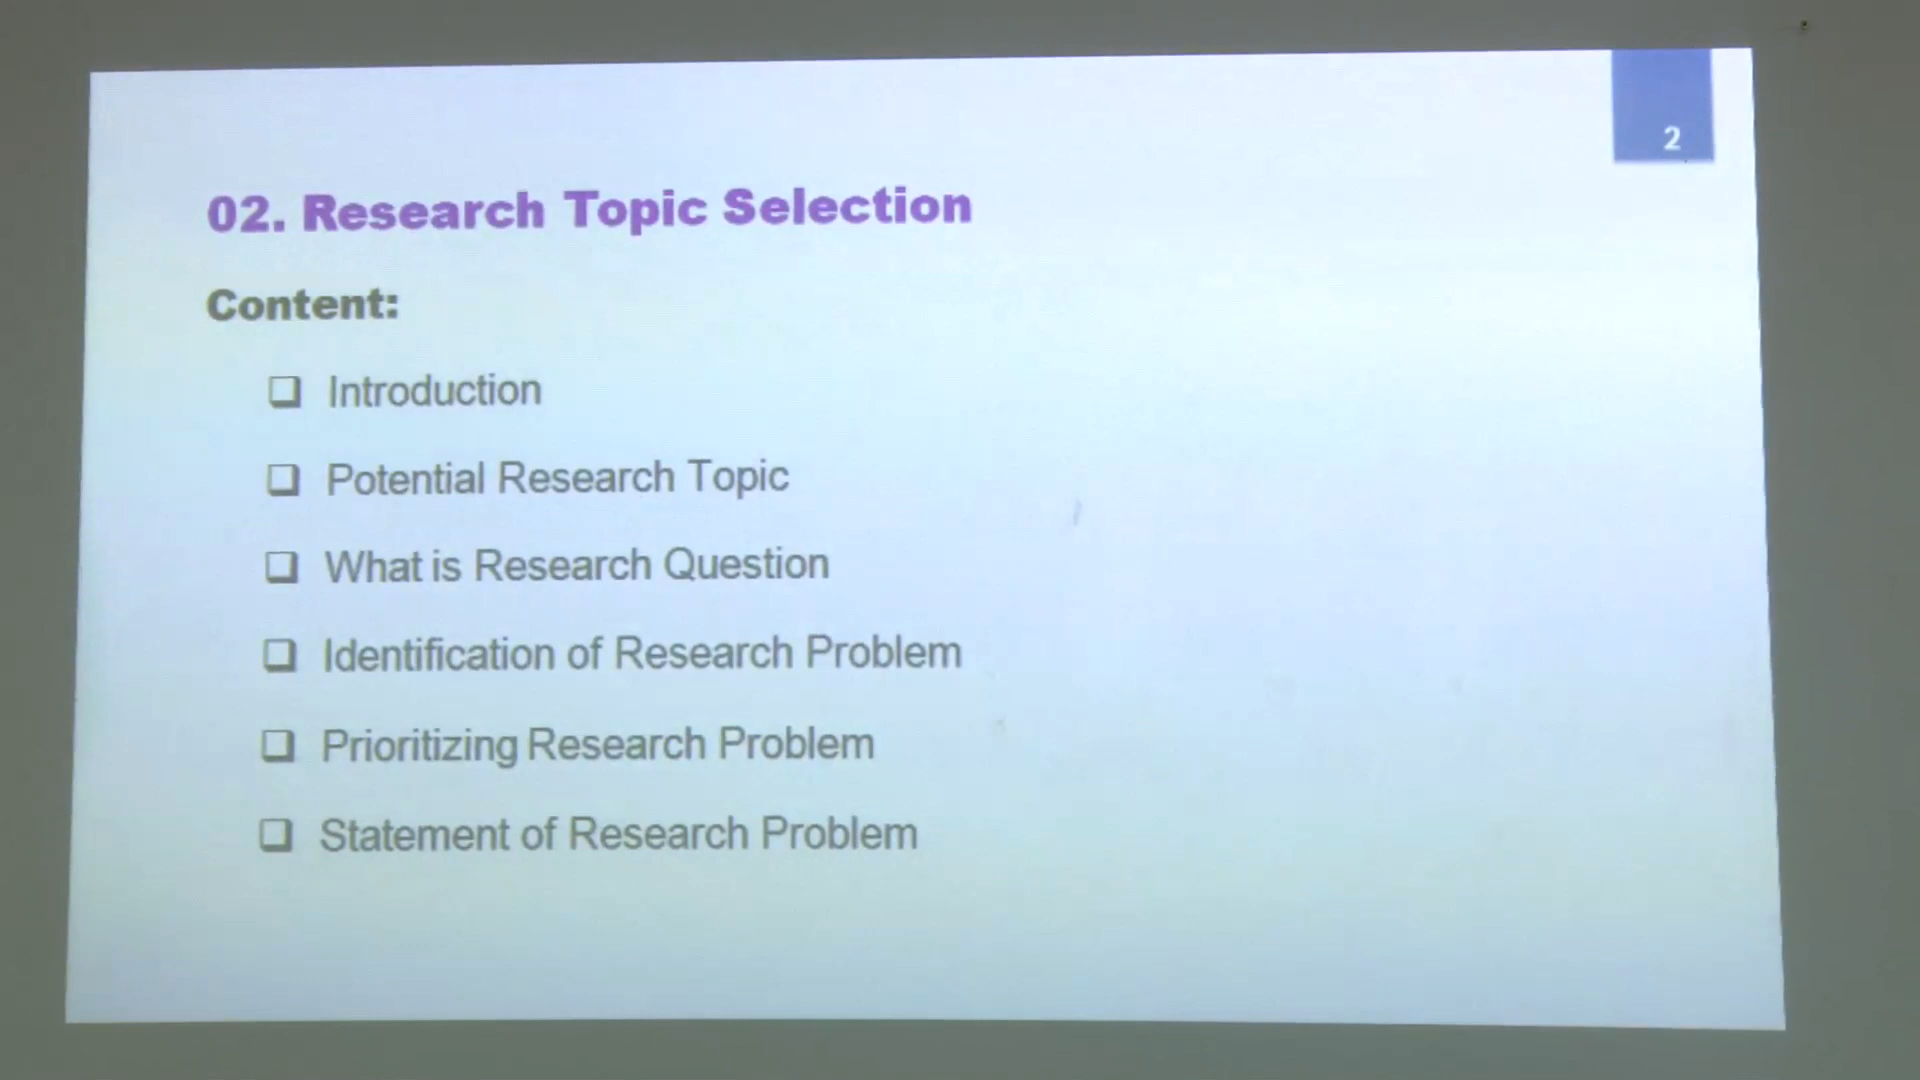 2
02. Research Topic Selection
Content:
❑ Introduction
❑ Potential Research Topic
❑ What is Research Question
❑ Identification of Research Problem
❑ Prioritizing Research Problem
❑ Statement of Research Problem